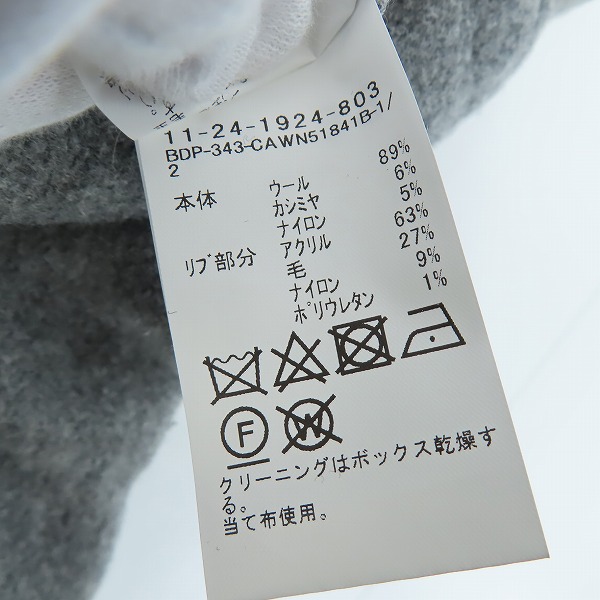 11-24-1924-803
BDP-343-CAWN51841B-1/
2
本体 ウール 89%
カシミヤ 6%
ナイロン 5%
リブ部分 アクリル 63%
毛 27%
ナイロン 9%
ポリウレタン 1%
F W
クリーニングはボックス乾燥す
る。
当て布使用。